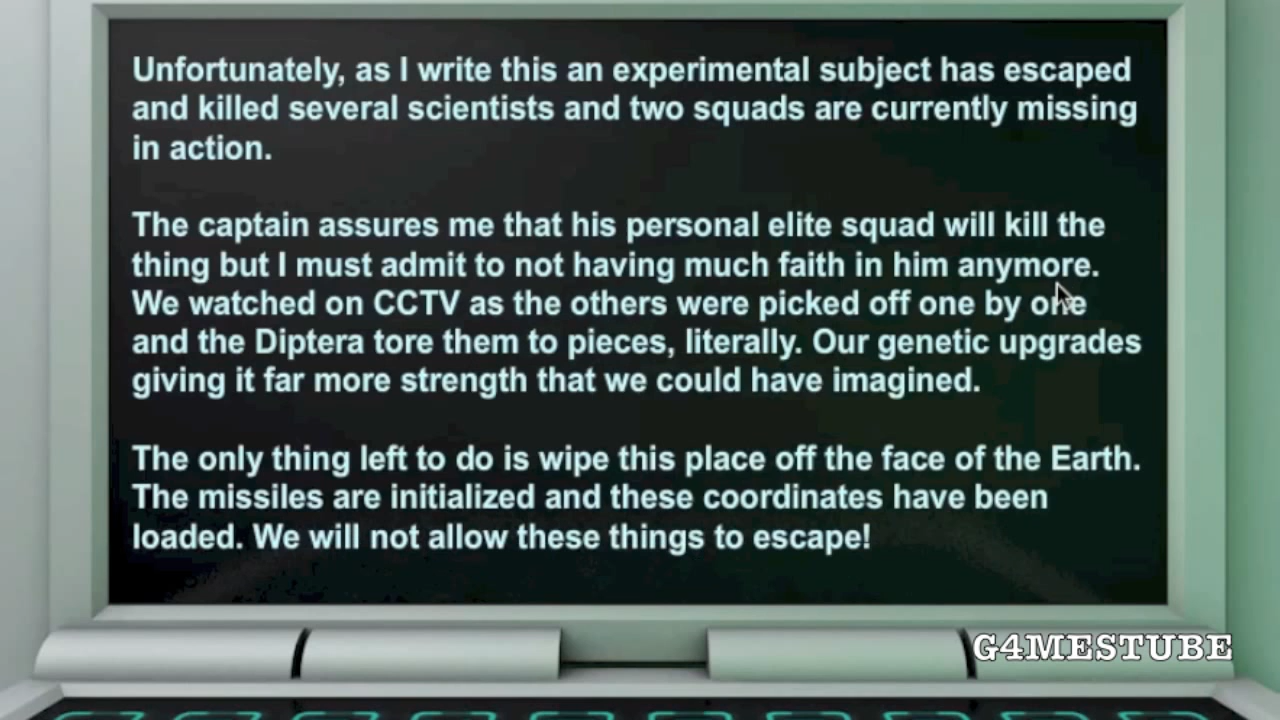 Unfortunately, as I write this an experimental subject has escaped
and killed several scientists and two squads are currently missing
in action.
The captain assures me that his personal elite squad will kill the
thing but I must admit to not having much faith in him anymore.
We watched on CCTV as the others were picked off one by one
and the Diptera tore them to pieces, literally. Our genetic upgrades
giving it far more strength that we could have imagined.
The only thing left to do is wipe this place off the face of the Earth.
The missiles are initialized and these coordinates have been
loaded. We will not allow these things to escape!
G4MESTUBE